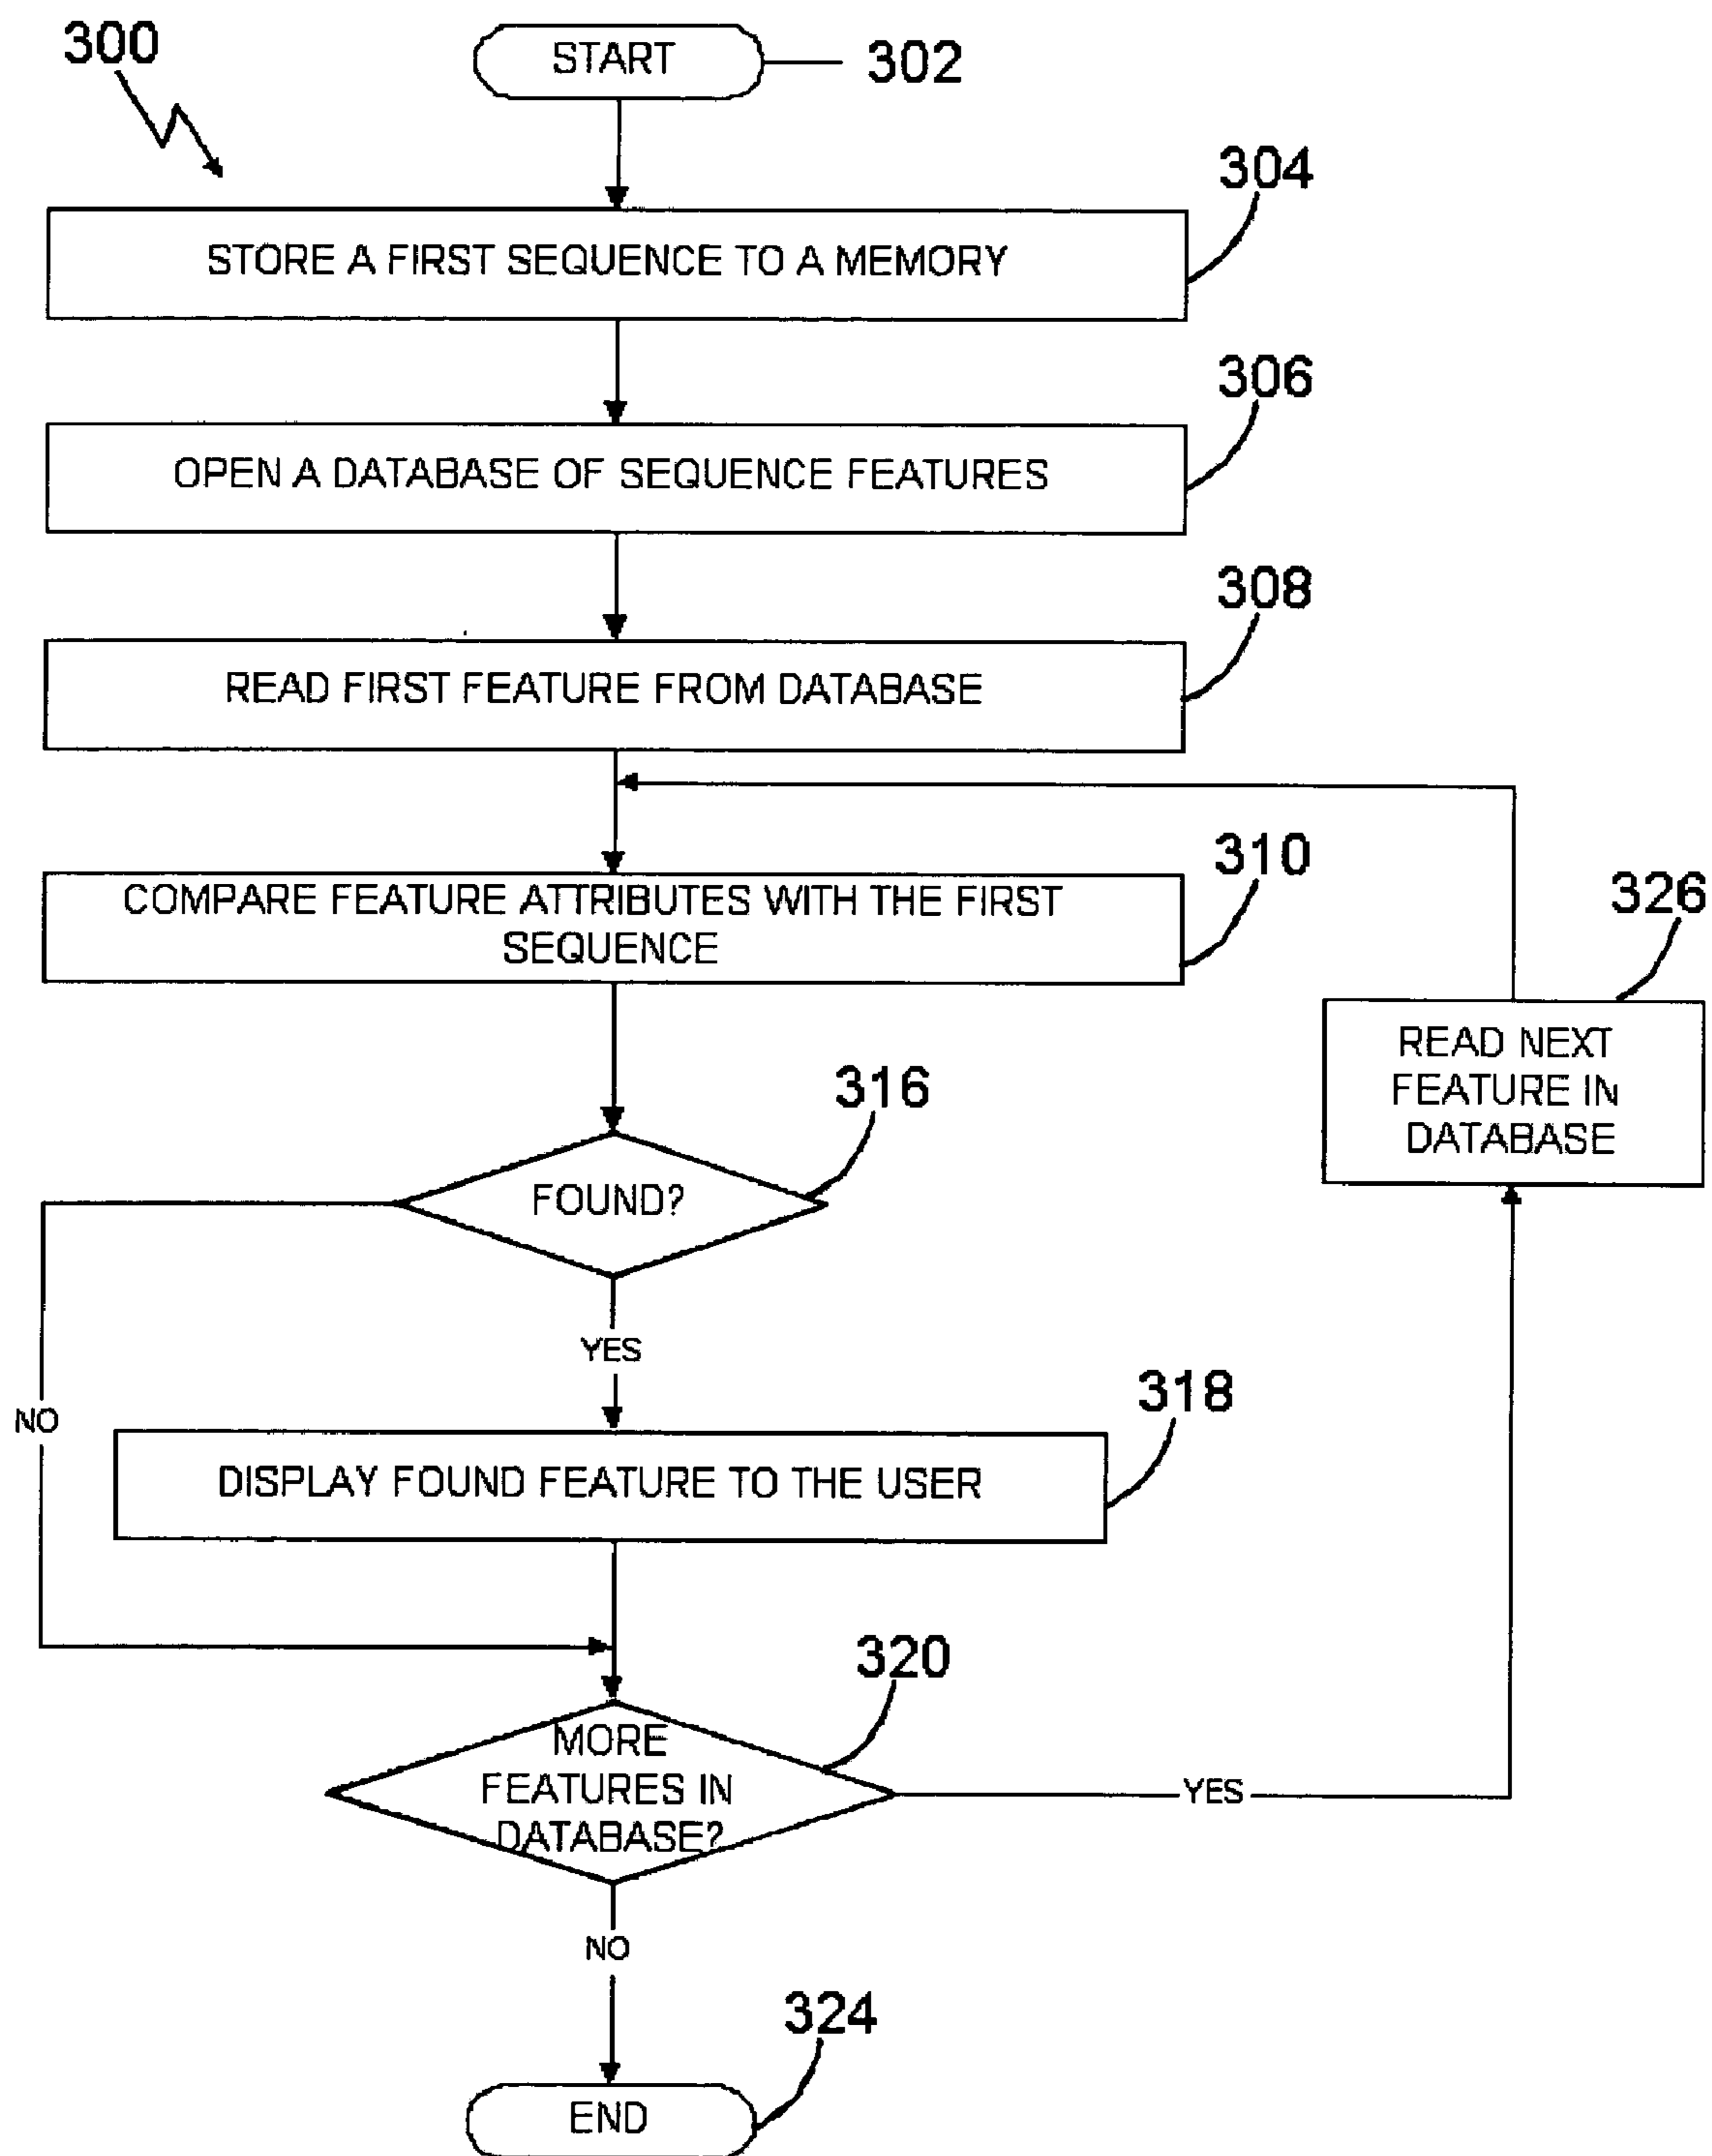 300
START
302
304
STORE A FIRST SEQUENCE TO A MEMORY
306
OPEN A DATABASE OF SEQUENCE FEATURES
308
READ FIRST FEATURE FROM DATABASE
310
COMPARE FEATURE ATTRIBUTES WITH THE FIRST
SEQUENCE
326
READ NEXT
FEATURE IN
DATABASE
316
FOUND?
YES
NO
318
DISPLAY FOUND FEATURE TO THE USER
320
MORE
FEATURES IN
DATABASE?
YES
NO
324
END